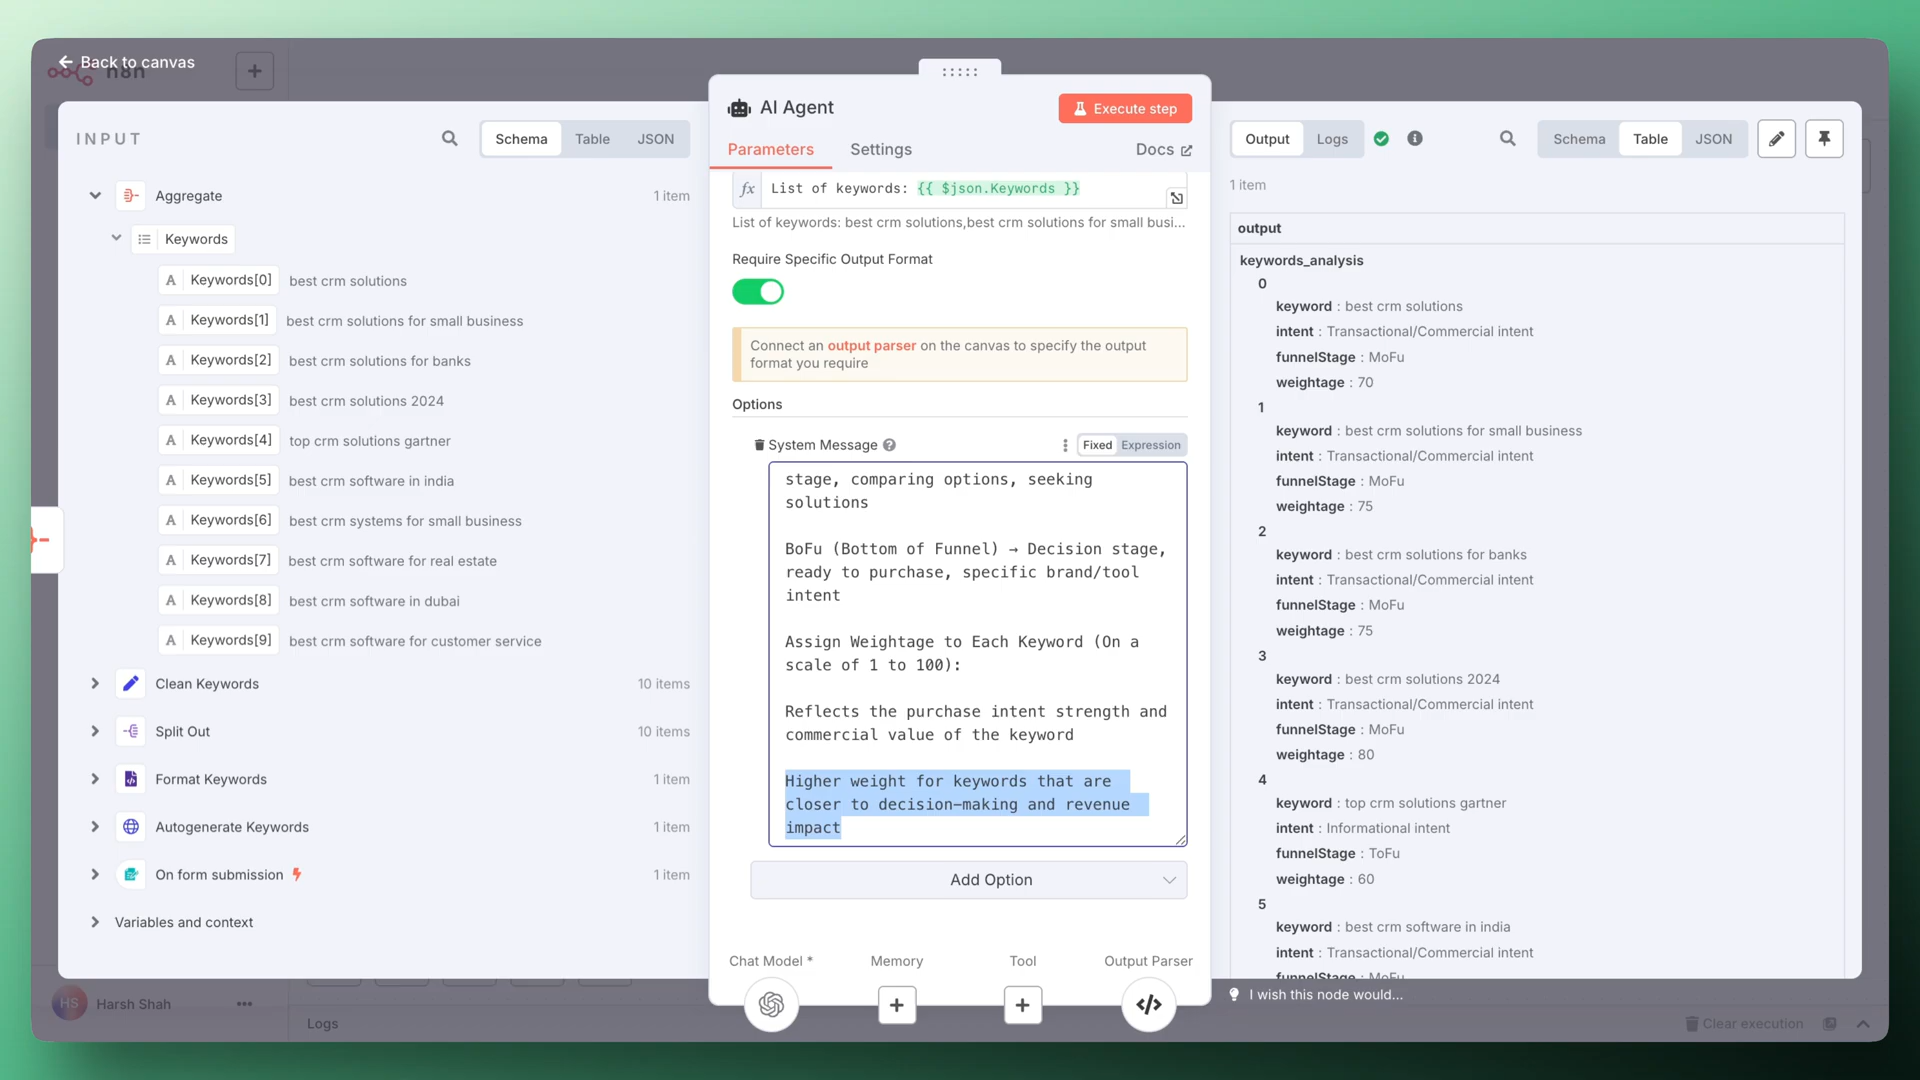 Back to canvas
n8n
INPUT
Schema
Table
JSON
Aggregate
1 item
Keywords
A Keywords[0] best crm solutions
A Keywords[1] best crm solutions for small business
A Keywords[2] best crm solutions for banks
A Keywords[3] best crm solutions 2024
A Keywords[4] top crm solutions gartner
A Keywords[5] best crm software in india
A Keywords[6] best crm systems for small business
A Keywords[7] best crm software for real estate
A Keywords[8] best crm software in dubai
A Keywords[9] best crm software for customer service
Clean Keywords 10 items
Split Out 10 items
Format Keywords 1 item
Autogenerate Keywords 1 item
On form submission 1 item
Variables and context
HS Harsh Shah
Logs
AI Agent
Execute step
Parameters
Settings
Docs
fx List of keywords: {{ $json.Keywords }}
List of keywords: best crm solutions,best crm solutions for small busi...
Require Specific Output Format
Connect an output parser on the canvas to specify the output
format you require
Options
System Message
Fixed Expression
stage, comparing options, seeking
solutions
BoFu (Bottom of Funnel) → Decision stage,
ready to purchase, specific brand/tool
intent
Assign Weightage to Each Keyword (On a
scale of 1 to 100):
Reflects the purchase intent strength and
commercial value of the keyword
Higher weight for keywords that are
closer to decision-making and revenue
impact
Add Option
Chat Model *
Memory
Tool
Output Parser
Output
Logs
Schema
Table
JSON
1 item
output
keywords_analysis
0
keyword : best crm solutions
intent : Transactional/Commercial intent
funnelStage : MoFu
weightage : 70
1
keyword : best crm solutions for small business
intent : Transactional/Commercial intent
funnelStage : MoFu
weightage : 75
2
keyword : best crm solutions for banks
intent : Transactional/Commercial intent
funnelStage : MoFu
weightage : 75
3
keyword : best crm solutions 2024
intent : Transactional/Commercial intent
funnelStage : MoFu
weightage : 80
4
keyword : top crm solutions gartner
intent : Informational intent
funnelStage : ToFu
weightage : 60
5
keyword : best crm software in india
intent : Transactional/Commercial intent
funnelStage : MoFu
I wish this node would...
Clear execution